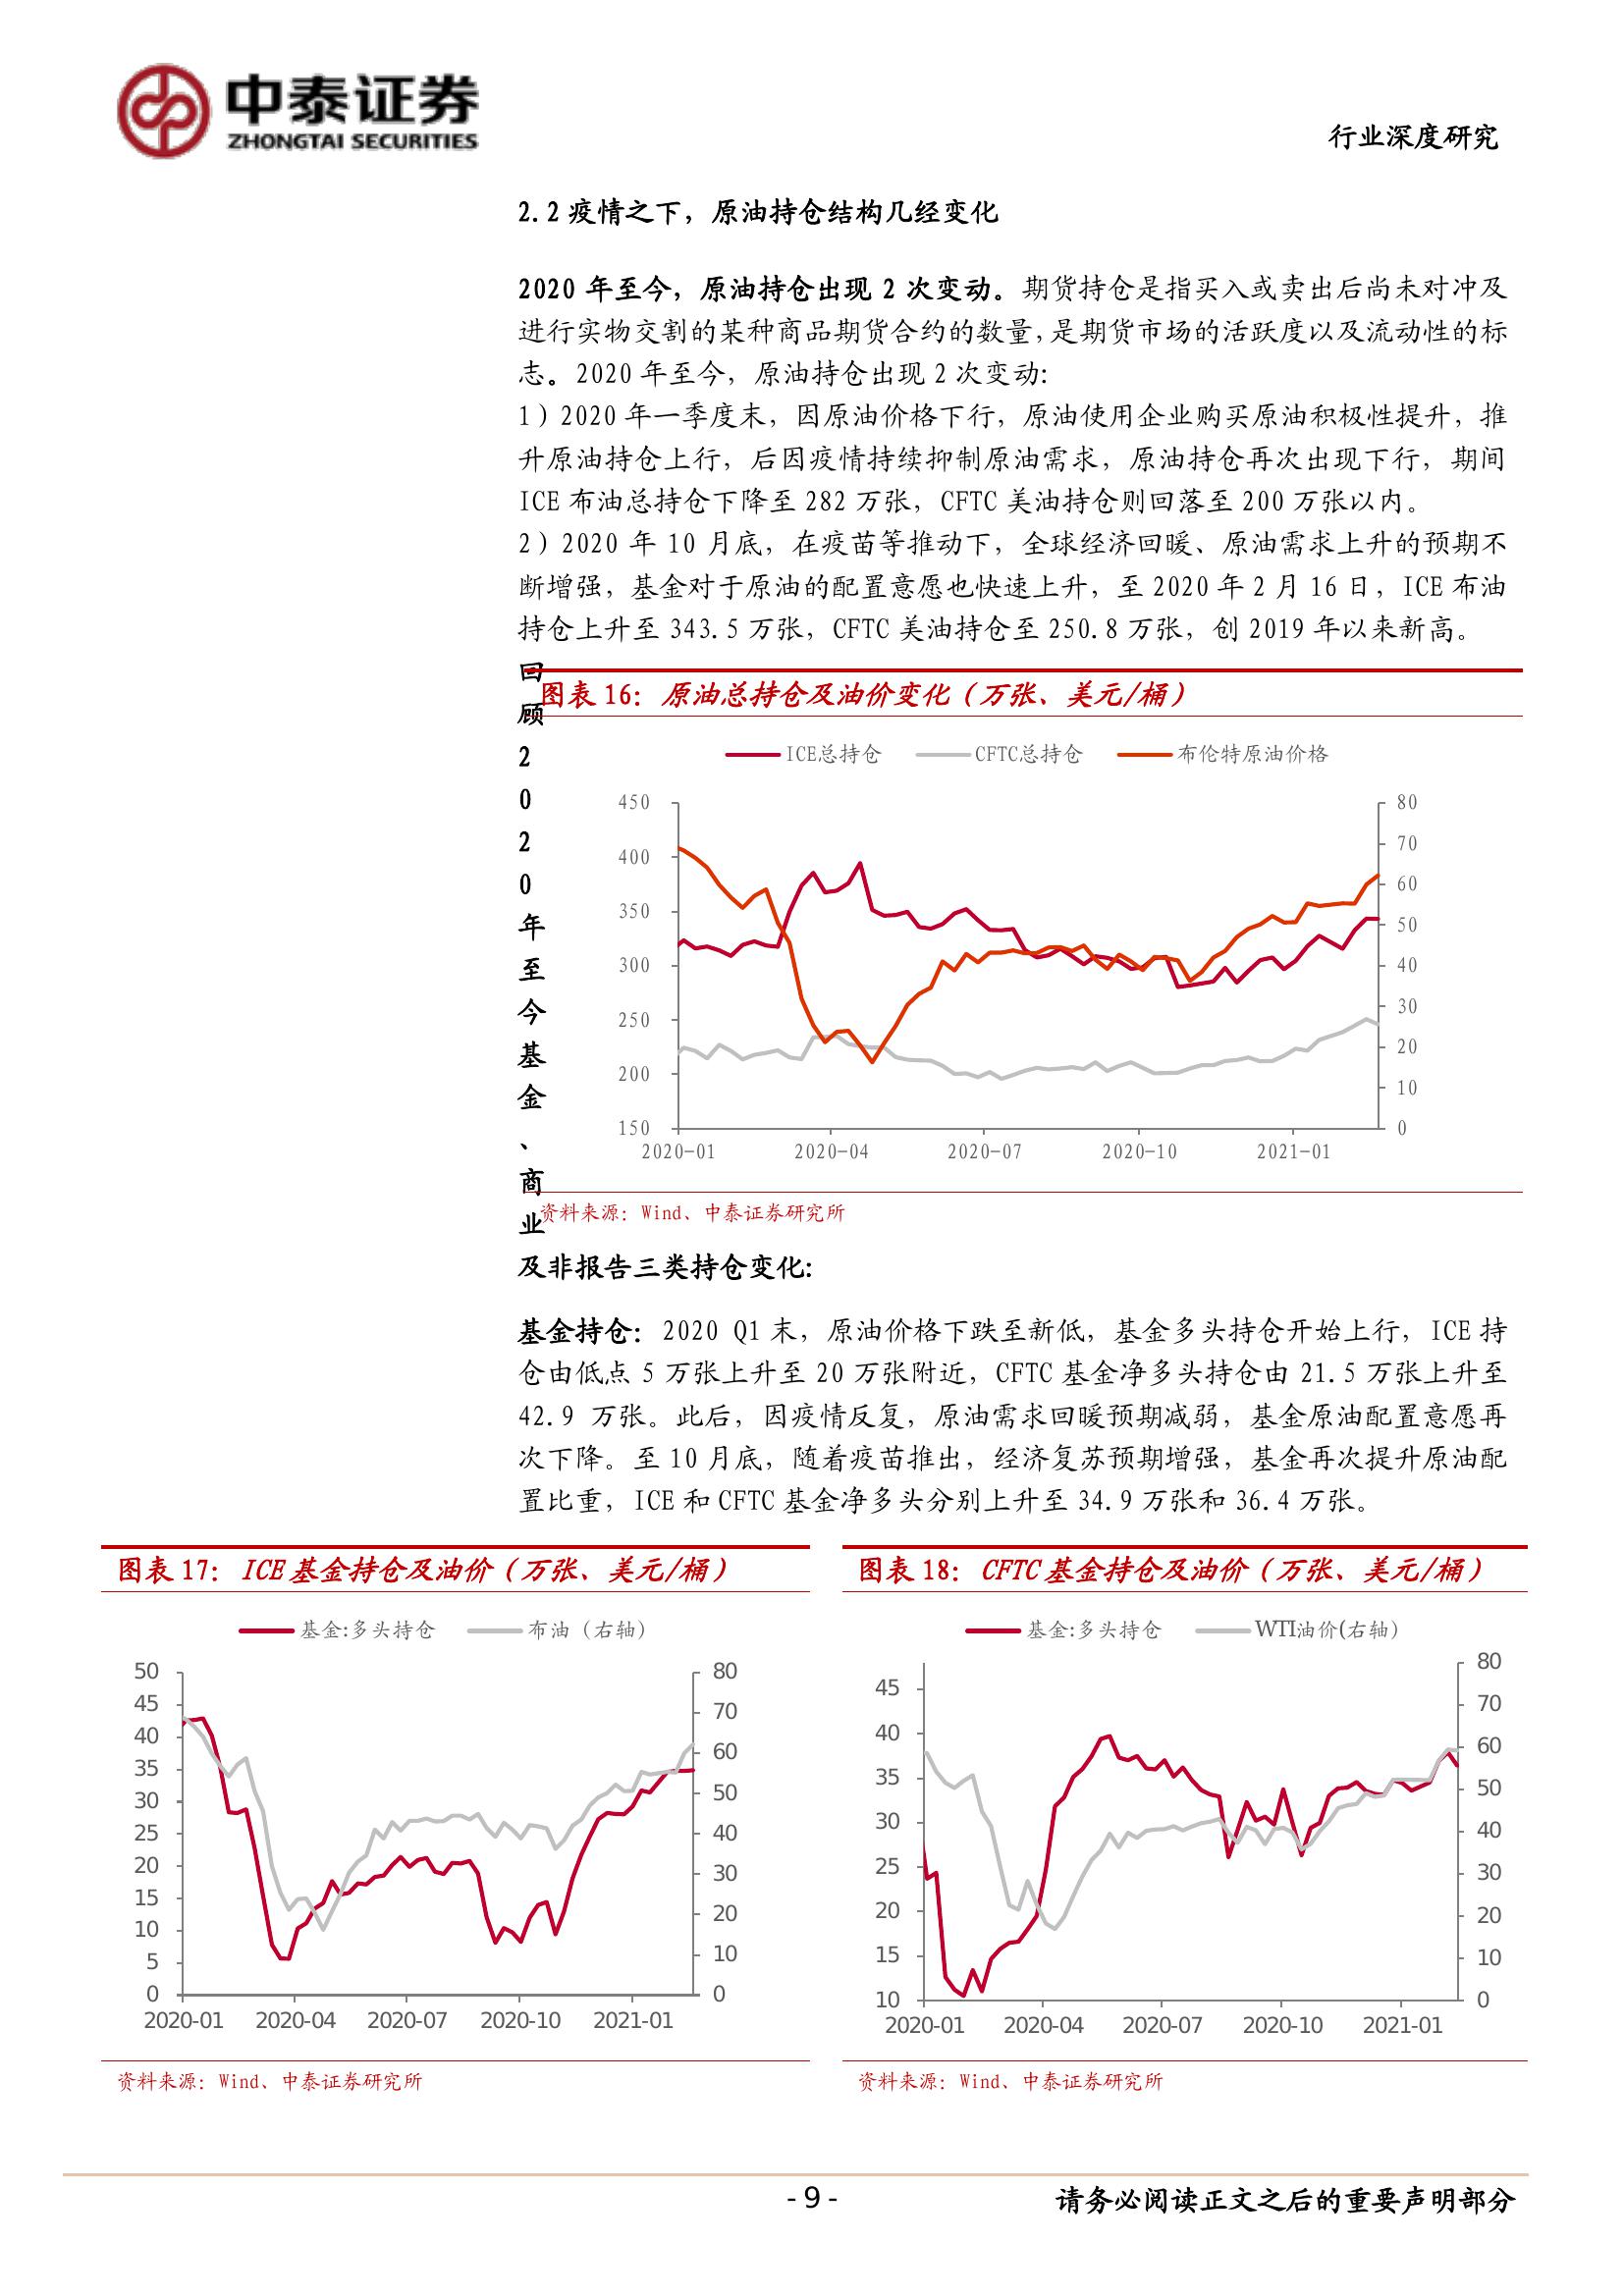 中泰证券
ZHONGTAI SECURITIES
行业深度研究
2.2 疫情之下，原油持仓结构几经变化
2020 年至今，原油持仓出现 2 次变动。期货持仓是指买入或卖出后尚未对冲及
进行实物交割的某种商品期货合约的数量,是期货市场的活跃度以及流动性的标
志。2020 年至今，原油持仓出现 2 次变动:
1）2020 年一季度末，因原油价格下行，原油使用企业购买原油积极性提升，推
升原油持仓上行，后因疫情持续抑制原油需求，原油持仓再次出现下行，期间
ICE 布油总持仓下降至 282 万张，CFTC 美油持仓则回落至 200 万张以内。
2）2020 年 10 月底，在疫苗等推动下，全球经济回暖、原油需求上升的预期不
断增强，基金对于原油的配置意愿也快速上升，至 2020 年 2 月 16 日，ICE 布油
持仓上升至 343.5 万张，CFTC 美油持仓至 250.8 万张，创 2019 年以来新高。
回
顾
2
0
2
0
年
至
今
基
金
、
商
业
图表 16：原油总持仓及油价变化（万张、美元/桶）
ICE总持仓 CFTC总持仓 布伦特原油价格
450 80
400 70
350 60
300 50
250 40
200 30
150 20
10
0
2020-01 2020-04 2020-07 2020-10 2021-01
资料来源：Wind、中泰证券研究所
及非报告三类持仓变化:
基金持仓：2020 Q1 末，原油价格下跌至新低，基金多头持仓开始上行，ICE 持
仓由低点 5 万张上升至 20 万张附近，CFTC 基金净多头持仓由 21.5 万张上升至
42.9 万张。此后，因疫情反复，原油需求回暖预期减弱，基金原油配置意愿再
次下降。至 10 月底，随着疫苗推出，经济复苏预期增强，基金再次提升原油配
置比重，ICE 和 CFTC 基金净多头分别上升至 34.9 万张和 36.4 万张。
图表 17：ICE 基金持仓及油价（万张、美元/桶）
基金:多头持仓 布油（右轴）
50 80
45 70
40 60
35 50
30 40
25 30
20 20
15 10
10 0
5
0
2020-01 2020-04 2020-07 2020-10 2021-01
资料来源：Wind、中泰证券研究所
图表 18：CFTC 基金持仓及油价（万张、美元/桶）
基金:多头持仓 WTI油价(右轴）
45 80
40 70
35 60
30 50
25 40
20 30
15 20
10 10
0
2020-01 2020-04 2020-07 2020-10 2021-01
资料来源：Wind、中泰证券研究所
- 9 -
请务必阅读正文之后的重要声明部分